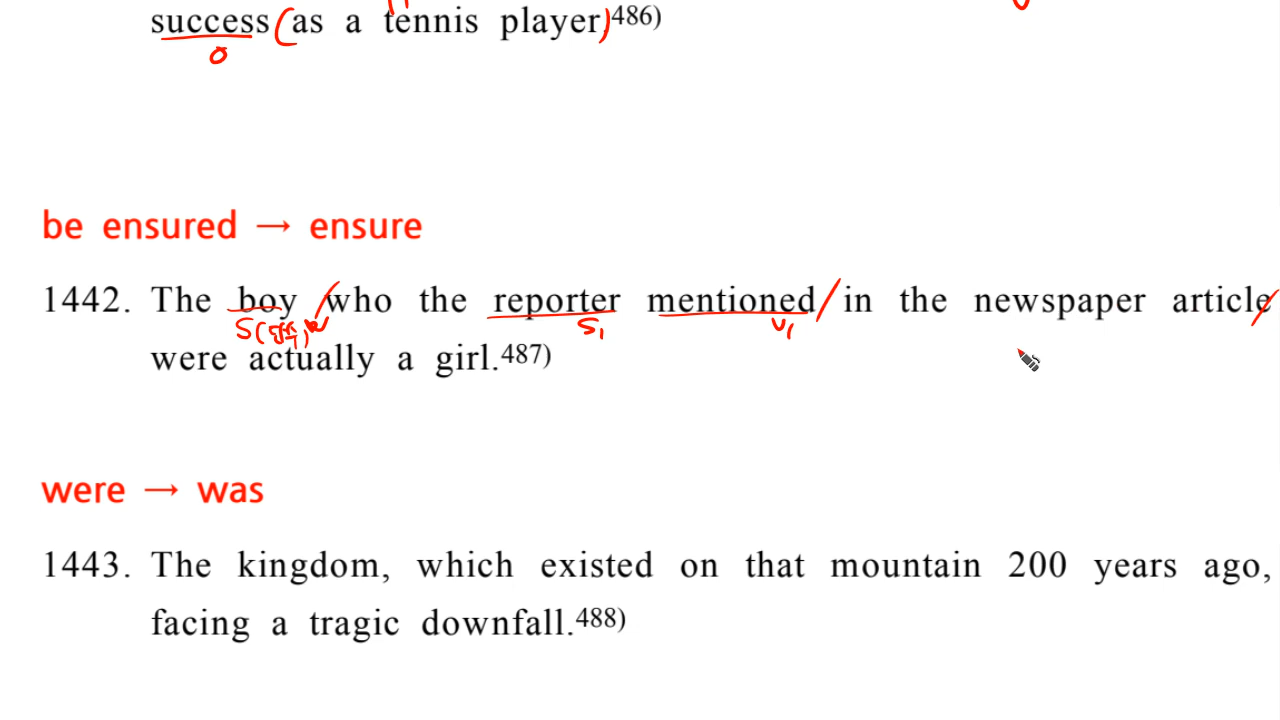 success (as a tennis player.)486)
O
be ensured → ensure
1442. The boy who the reporter mentioned in the newspaper article
S S₁ V₁
were actually a girl.487)
were → was
1443. The kingdom, which existed on that mountain 200 years ago,
facing a tragic downfall.488)